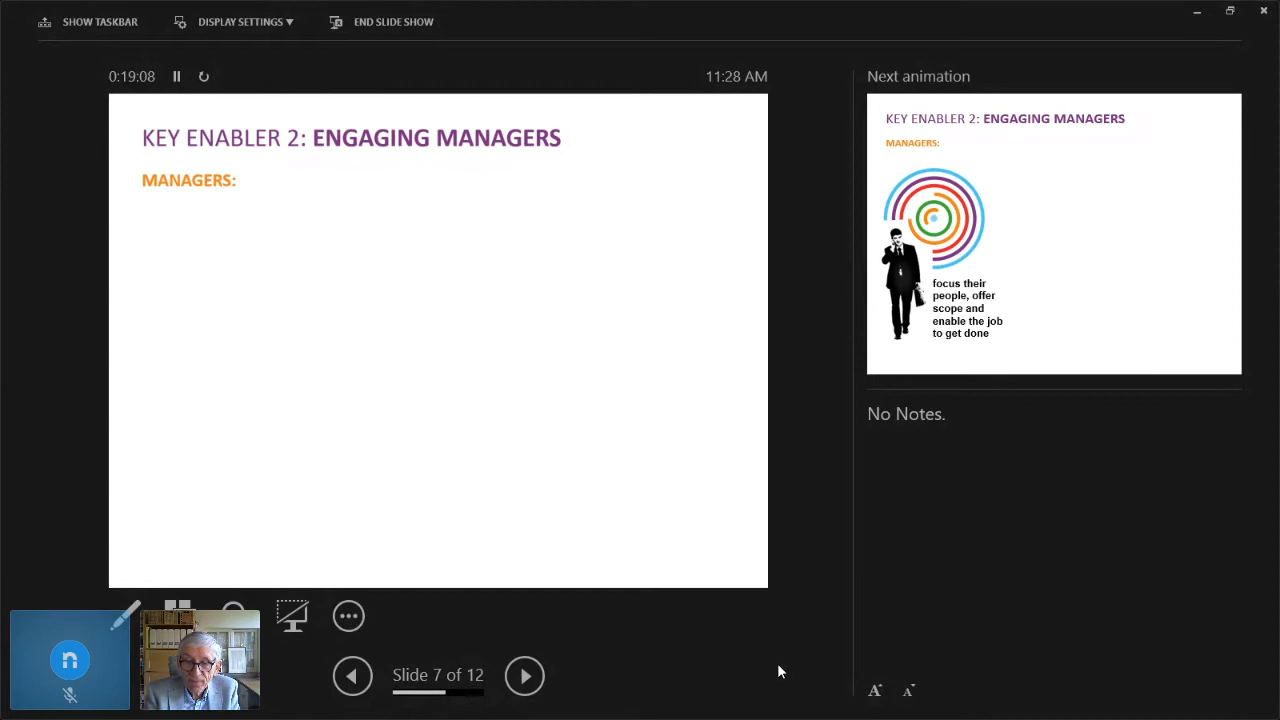 SHOW TASKBAR
DISPLAY SETTINGS
END SLIDE SHOW
0:19:08
11:28 AM
KEY ENABLER 2: ENGAGING MANAGERS
MANAGERS:
Next animation
KEY ENABLER 2: ENGAGING MANAGERS
MANAGERS:
focus their
people, offer
scope and
enable the job
to get done
No Notes.
n
Slide 7 of 12
A A